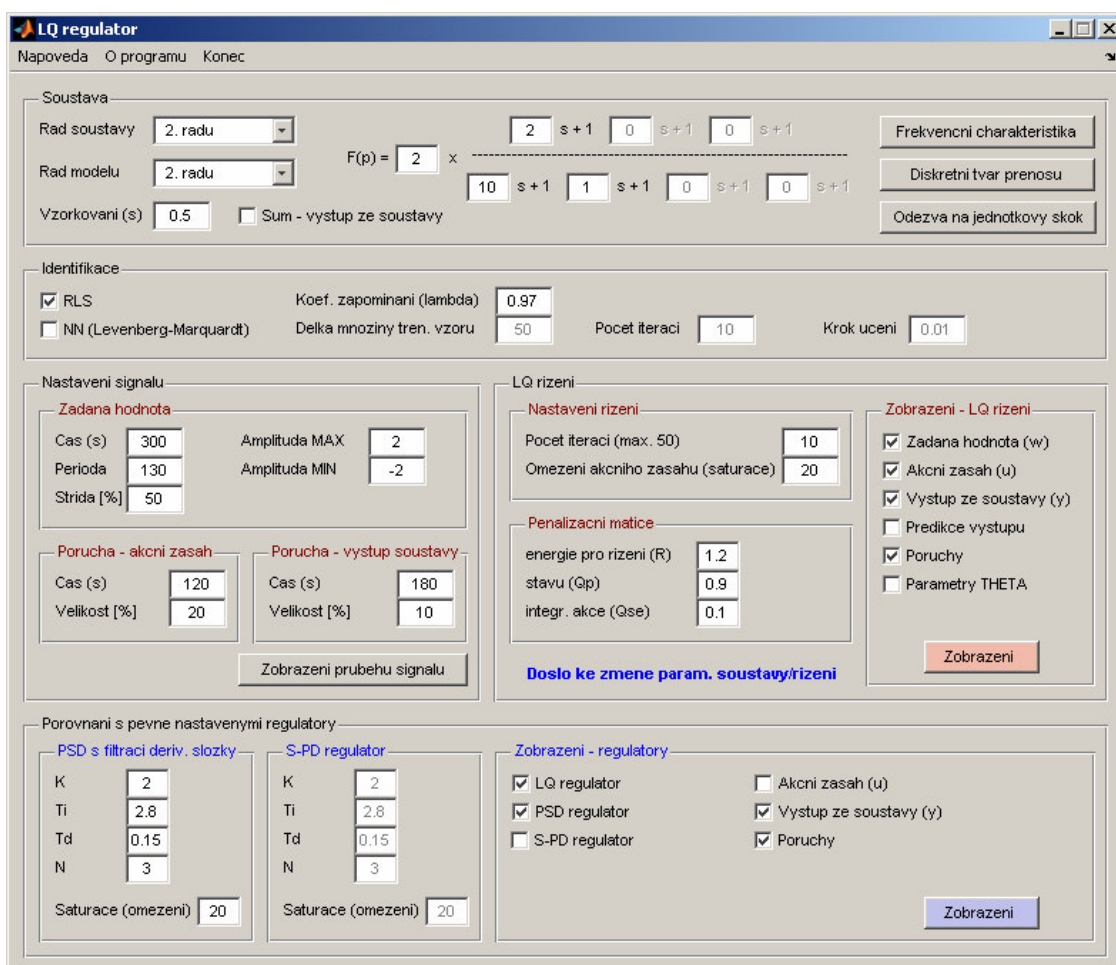 LQ regulator
Napoveda O programu Konec
Soustava
Rad soustavy 2. radu
Rad modelu 2. radu
Vzorkovani (s) 0.5 Sum - vystup ze soustavy
F(p) = 2 x
2 s + 1 0 s + 1 0 s + 1
------------------------------------------------------------
10 s + 1 1 s + 1 0 s + 1 0 s + 1
Frekvencni charakteristika
Diskretni tvar prenosu
Odezva na jednotkovy skok
Identifikace
RLS Koef. zapominani (lambda) 0.97
NN (Levenberg-Marquardt) Delka mnoziny tren. vzoru 50 Pocet iteraci 10 Krok uceni 0.01
Nastaveni signalu
Zadana hodnota
Cas (s) 300 Amplituda MAX 2
Perioda 130 Amplituda MIN -2
Strida [%] 50
Porucha - akcni zasah
Cas (s) 120
Velikost [%] 20
Porucha - vystup soustavy
Cas (s) 180
Velikost [%] 10
Zobrazeni prubehu signalu
LQ rizeni
Nastaveni rizeni
Pocet iteraci (max. 50) 10
Omezeni akcniho zasahu (saturace) 20
Penalizacni matice
energie pro rizeni (R) 1.2
stavu (Qp) 0.9
integr. akce (Qse) 0.1
Doslo ke zmene param. soustavy/rizeni
Zobrazeni - LQ rizeni
Zadana hodnota (w)
Akcni zasah (u)
Vystup ze soustavy (y)
Predikce vystupu
Poruchy
Parametry THETA
Zobrazeni
Porovnani s pevne nastavenymi regulatory
PSD s filtraci deriv. slozky
K 2
Ti 2.8
Td 0.15
N 3
Saturace (omezeni) 20
S-PD regulator
K 2
Ti 2.8
Td 0.15
N 3
Saturace (omezeni) 20
Zobrazeni - regulatory
LQ regulator Akcni zasah (u)
PSD regulator Vystup ze soustavy (y)
S-PD regulator Poruchy
Zobrazeni